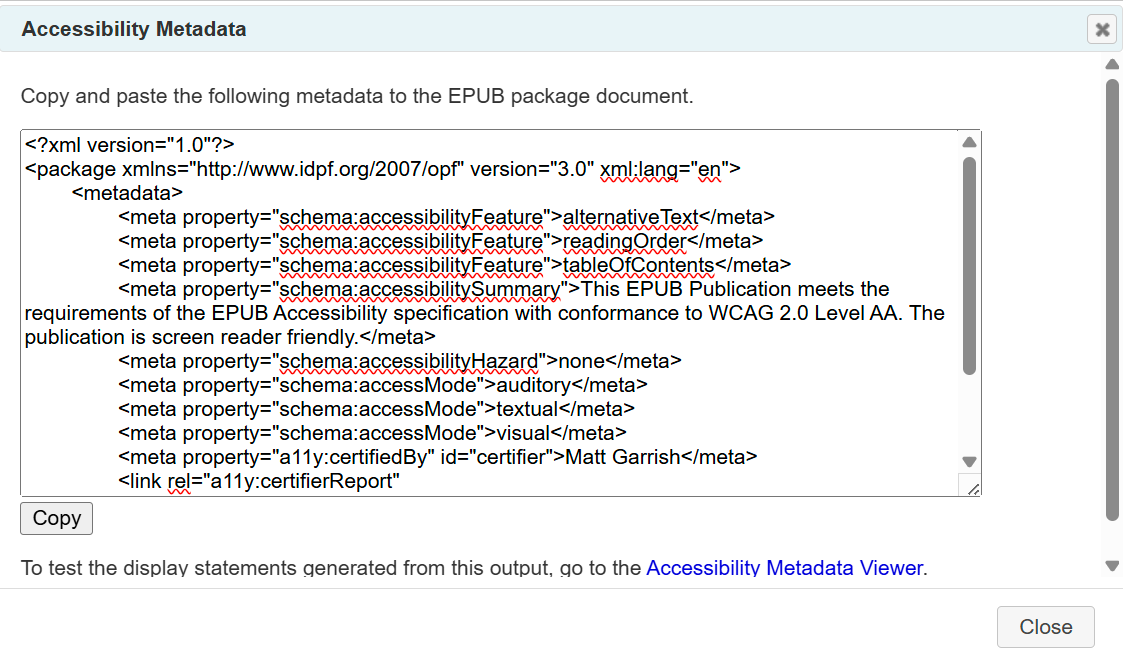 Accessibility Metadata
Copy and paste the following metadata to the EPUB package document.
<?xml version="1.0"?>
<package xmlns="http://www.idpf.org/2007/opf" version="3.0" xml:lang="en">
<metadata>
<meta property="schema:accessibilityFeature">alternativeText</meta>
<meta property="schema:accessibilityFeature">readingOrder</meta>
<meta property="schema:accessibilityFeature">tableOfContents</meta>
<meta property="schema:accessibilitySummary">This EPUB Publication meets the
requirements of the EPUB Accessibility specification with conformance to WCAG 2.0 Level AA. The
publication is screen reader friendly.</meta>
<meta property="schema:accessibilityHazard">none</meta>
<meta property="schema:accessMode">auditory</meta>
<meta property="schema:accessMode">textual</meta>
<meta property="schema:accessMode">visual</meta>
<meta property="a11y:certifiedBy" id="certifier">Matt Garrish</meta>
<link rel="a11y:certifierReport"
Copy
To test the display statements generated from this output, go to the Accessibility Metadata Viewer.
Close